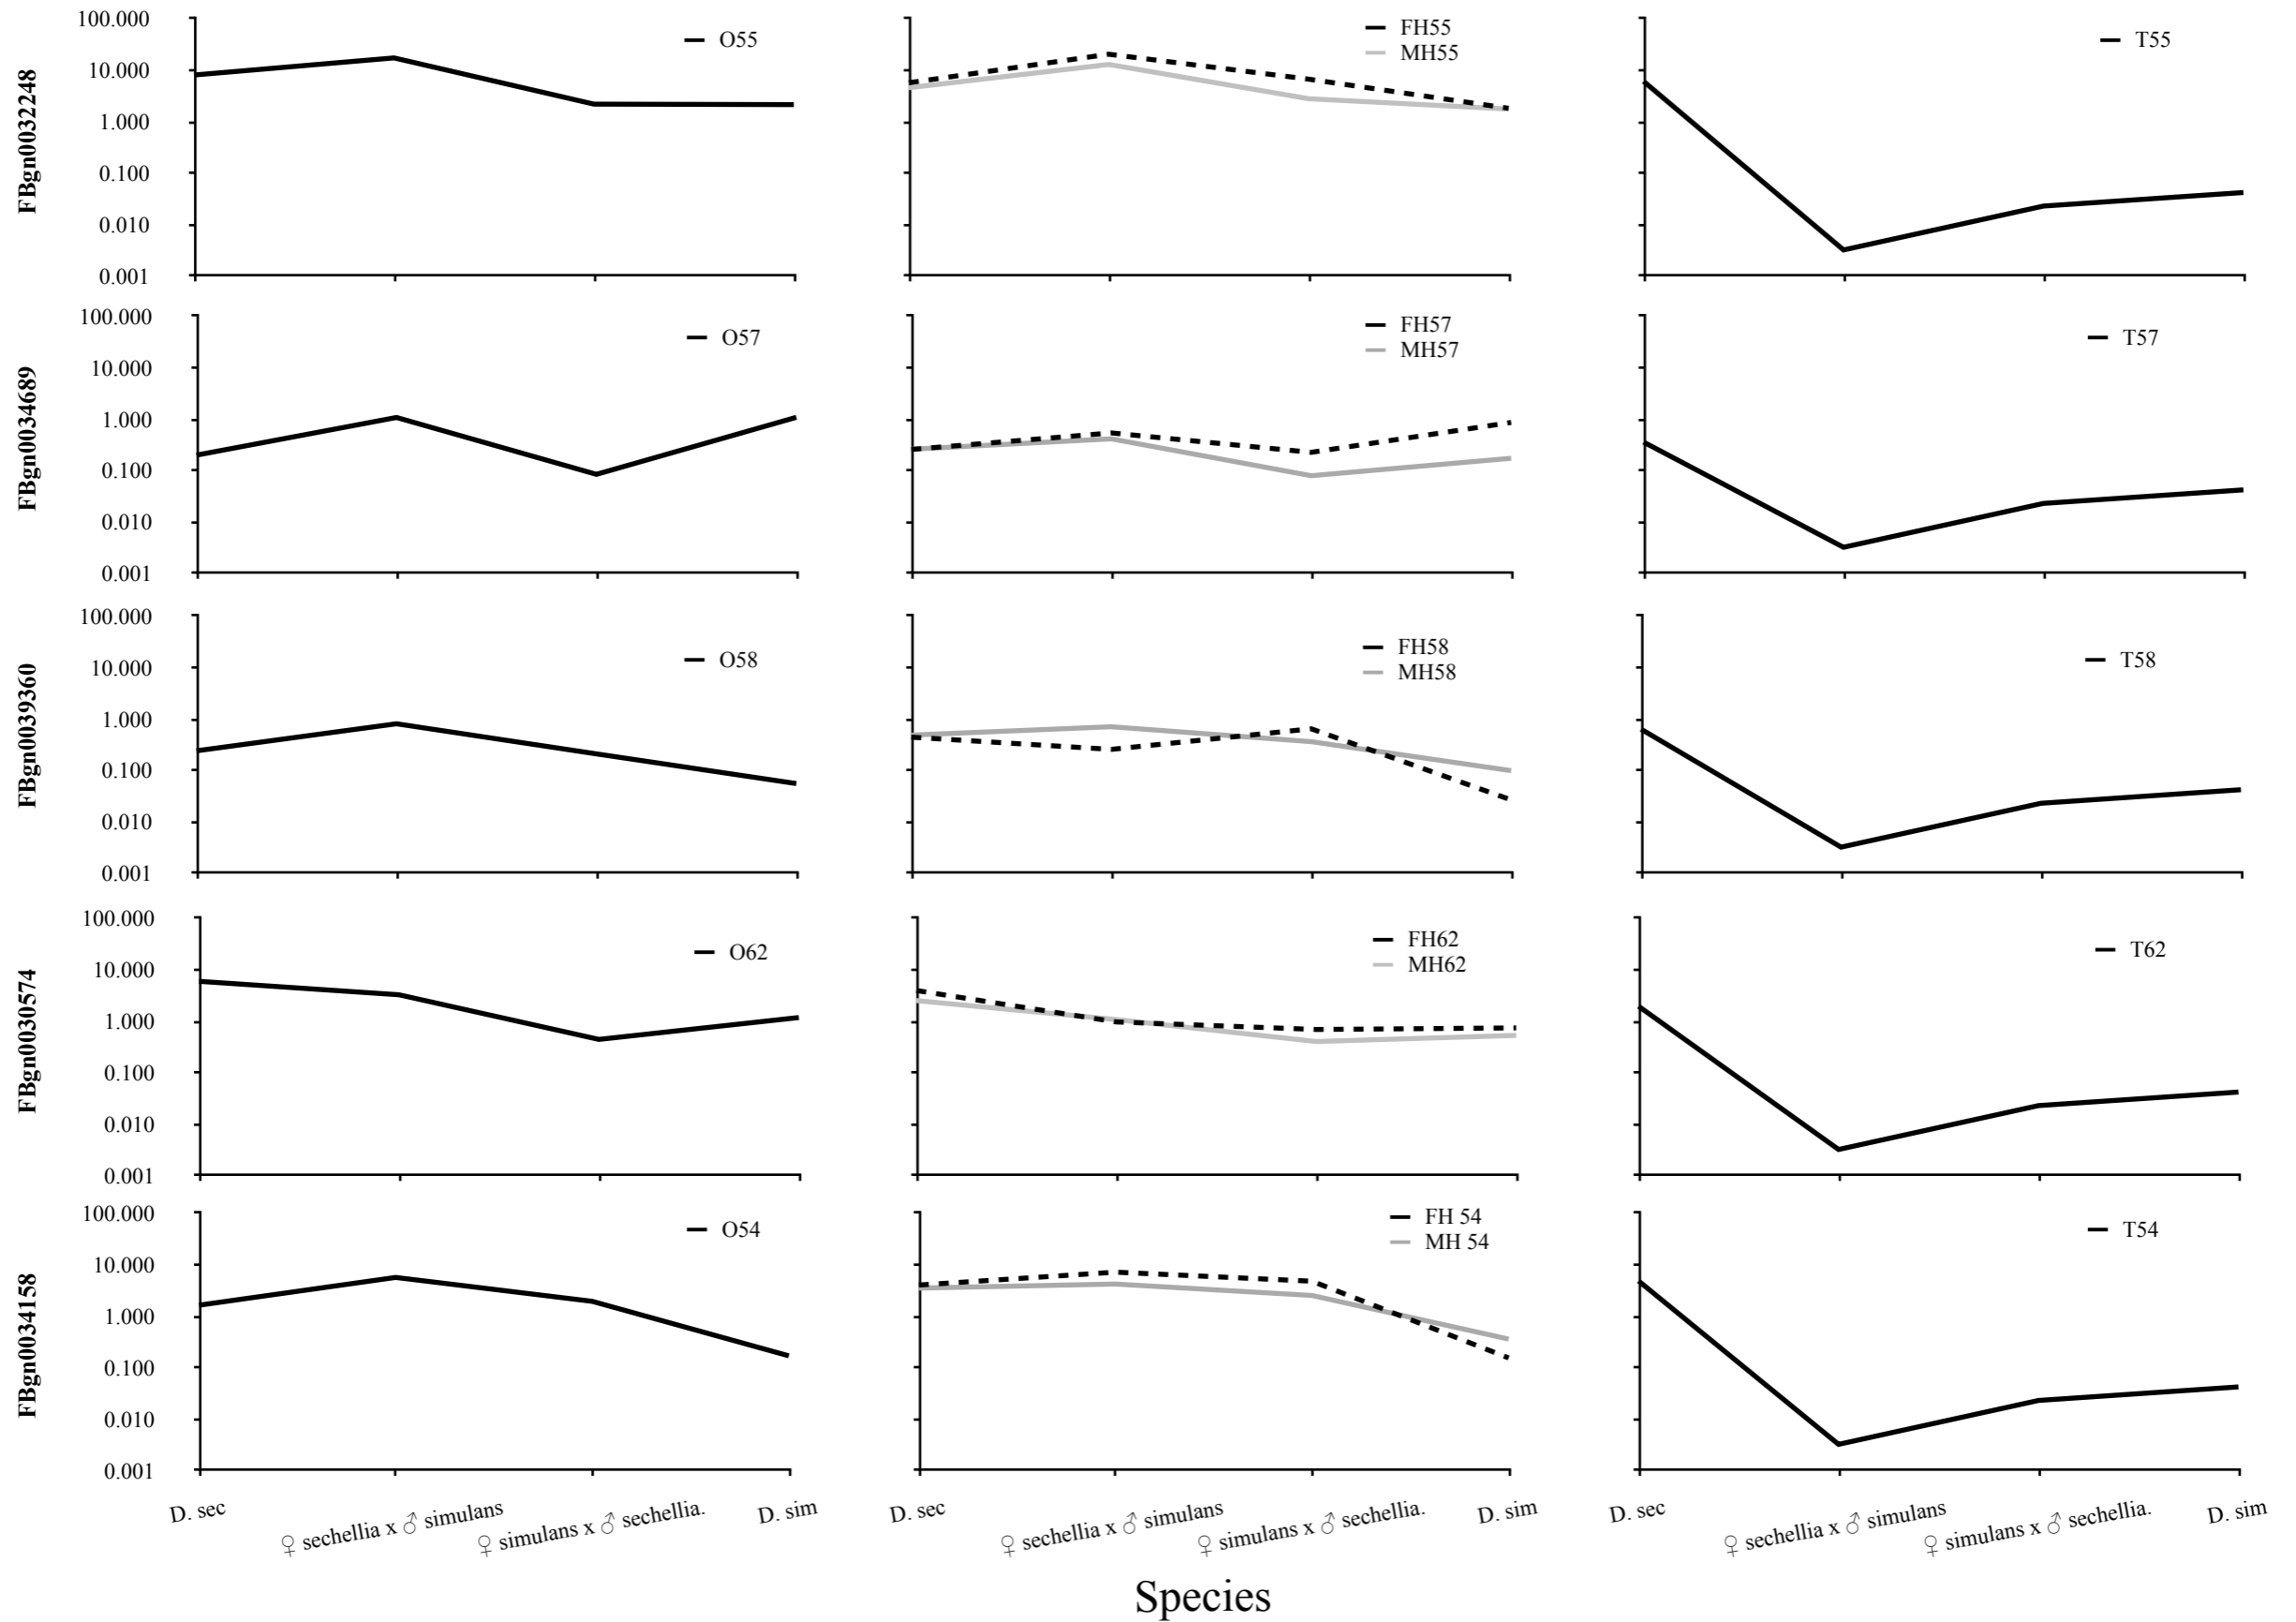 FBgn0032248
100.000
10.000
1.000
0.100
0.010
0.001
O55
FH55
MH55
T55
FBgn0034689
100.000
10.000
1.000
0.100
0.010
0.001
O57
FH57
MH57
T57
FBgn0039360
100.000
10.000
1.000
0.100
0.010
0.001
O58
FH58
MH58
T58
FBgn0030574
100.000
10.000
1.000
0.100
0.010
0.001
O62
FH62
MH62
T62
FBgn0034158
100.000
10.000
1.000
0.100
0.010
0.001
O54
FH 54
MH 54
T54
D. sec
♀ sechellia x ♂ simulans
♀ simulans x ♂ sechellia.
D. sim
D. sec
♀ sechellia x ♂ simulans
♀ simulans x ♂ sechellia.
D. sim
D. sec
♀ sechellia x ♂ simulans
♀ simulans x ♂ sechellia.
D. sim
Species